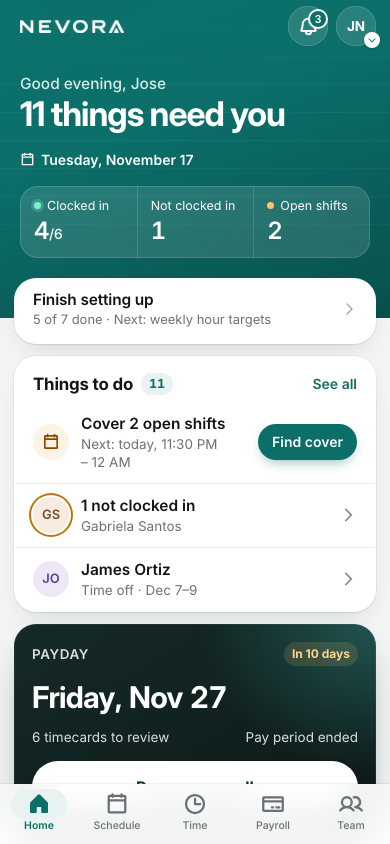 NEVORA
3
JN
Good evening, Jose
11 things need you
Tuesday, November 17
Clocked in
Not clocked in
Open shifts
4/6
1
2
Finish setting up
5 of 7 done · Next: weekly hour targets
Things to do 11
See all
Cover 2 open shifts
Next: today, 11:30 PM
– 12 AM
Find cover
GS
1 not clocked in
Gabriela Santos
JO
James Ortiz
Time off · Dec 7–9
PAYDAY
In 10 days
Friday, Nov 27
6 timecards to review
Pay period ended
Home
Schedule
Time
Payroll
Team